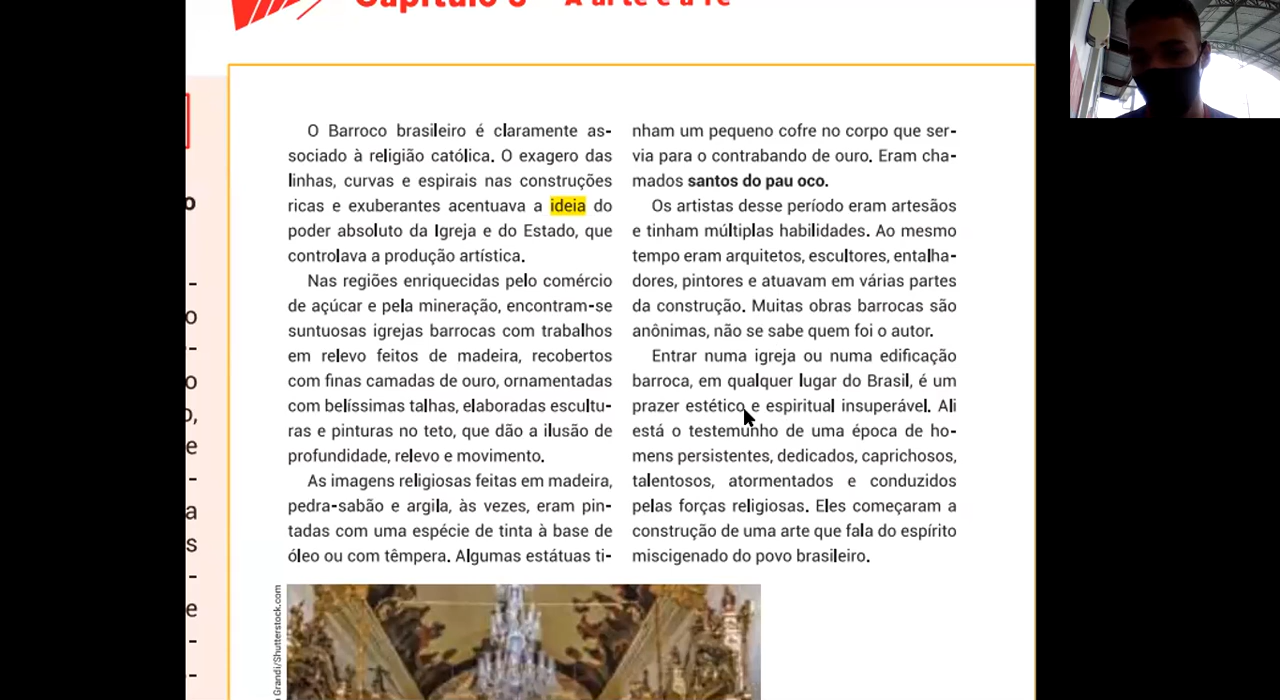 Capítulo 3 A arte e a fé
O Barroco brasileiro é claramente as-
sociado à religião católica. O exagero das
linhas, curvas e espirais nas construções
ricas e exuberantes acentuava a ideia do
poder absoluto da Igreja e do Estado, que
controlava a produção artística.
Nas regiões enriquecidas pelo comércio
de açúcar e pela mineração, encontram-se
suntuosas igrejas barrocas com trabalhos
em relevo feitos de madeira, recobertos
com finas camadas de ouro, ornamentadas
com belíssimas talhas, elaboradas escultu-
ras e pinturas no teto, que dão a ilusão de
profundidade, relevo e movimento.
As imagens religiosas feitas em madeira,
pedra-sabão e argila, às vezes, eram pin-
tadas com uma espécie de tinta à base de
óleo ou com têmpera. Algumas estátuas ti-
nham um pequeno cofre no corpo que ser-
via para o contrabando de ouro. Eram cha-
mados santos do pau oco.
Os artistas desse período eram artesãos
e tinham múltiplas habilidades. Ao mesmo
tempo eram arquitetos, escultores, entalha-
dores, pintores e atuavam em várias partes
da construção. Muitas obras barrocas são
anônimas, não se sabe quem foi o autor.
Entrar numa igreja ou numa edificação
barroca, em qualquer lugar do Brasil, é um
prazer estético e espiritual insuperável. Ali
está o testemunho de uma época de ho-
mens persistentes, dedicados, caprichosos,
talentosos, atormentados e conduzidos
pelas forças religiosas. Eles começaram a
construção de uma arte que fala do espírito
miscigenado do povo brasileiro.
Grandi/Shutterstock.com